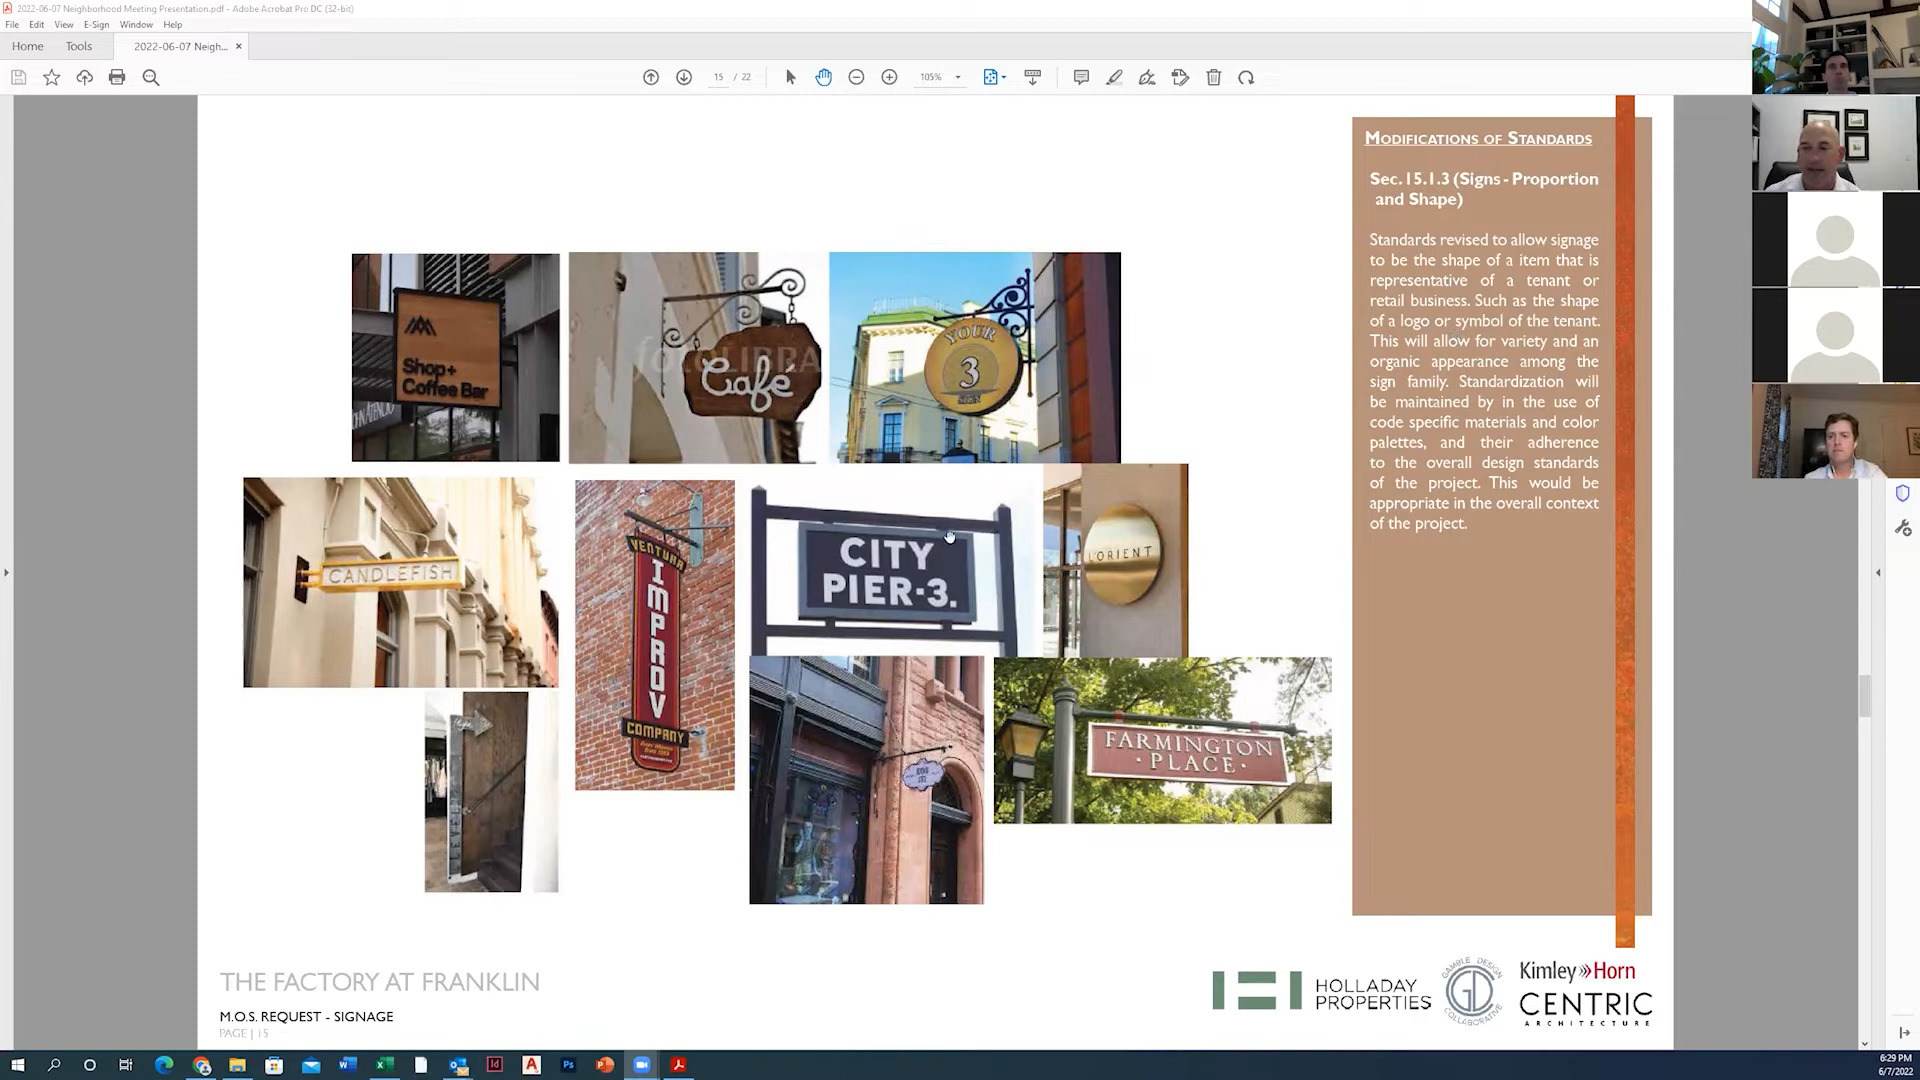 2022-06-07 Neighborhood Meeting Presentation.pdf - Adobe Acrobat Pro DC (32-bit)
File Edit View E-Sign Window Help
Home Tools 2022-06-07 Neigh... ×
15 / 22 105%
MODIFICATIONS OF STANDARDS
Sec.15.1.3 (Signs - Proportion
and Shape)
Standards revised to allow signage
to be the shape of a item that is
representative of a tenant or
retail business. Such as the shape
of a logo or symbol of the tenant.
This will allow for variety and an
organic appearance among the
sign family. Standardization will
be maintained by in the use of
code specific materials and color
palettes, and their adherence
to the overall design standards
of the project. This would be
appropriate in the overall context
of the project.
Shop+
Coffee Bar
Café
YOUR
3
SIGN
CANDLEFISH
VENTURA
IMPROV
COMPANY
CITY
PIER-3.
L'ORIENT
FARMINGTON
· PLACE ·
THE FACTORY AT FRANKLIN
M.O.S. REQUEST - SIGNAGE
PAGE | 15
HOLLADAY
PROPERTIES
GAMBLE DESIGN
COLLABORATIVE
Kimley»Horn
CENTRIC
ARCHITECTURE
6:29 PM
6/7/2022